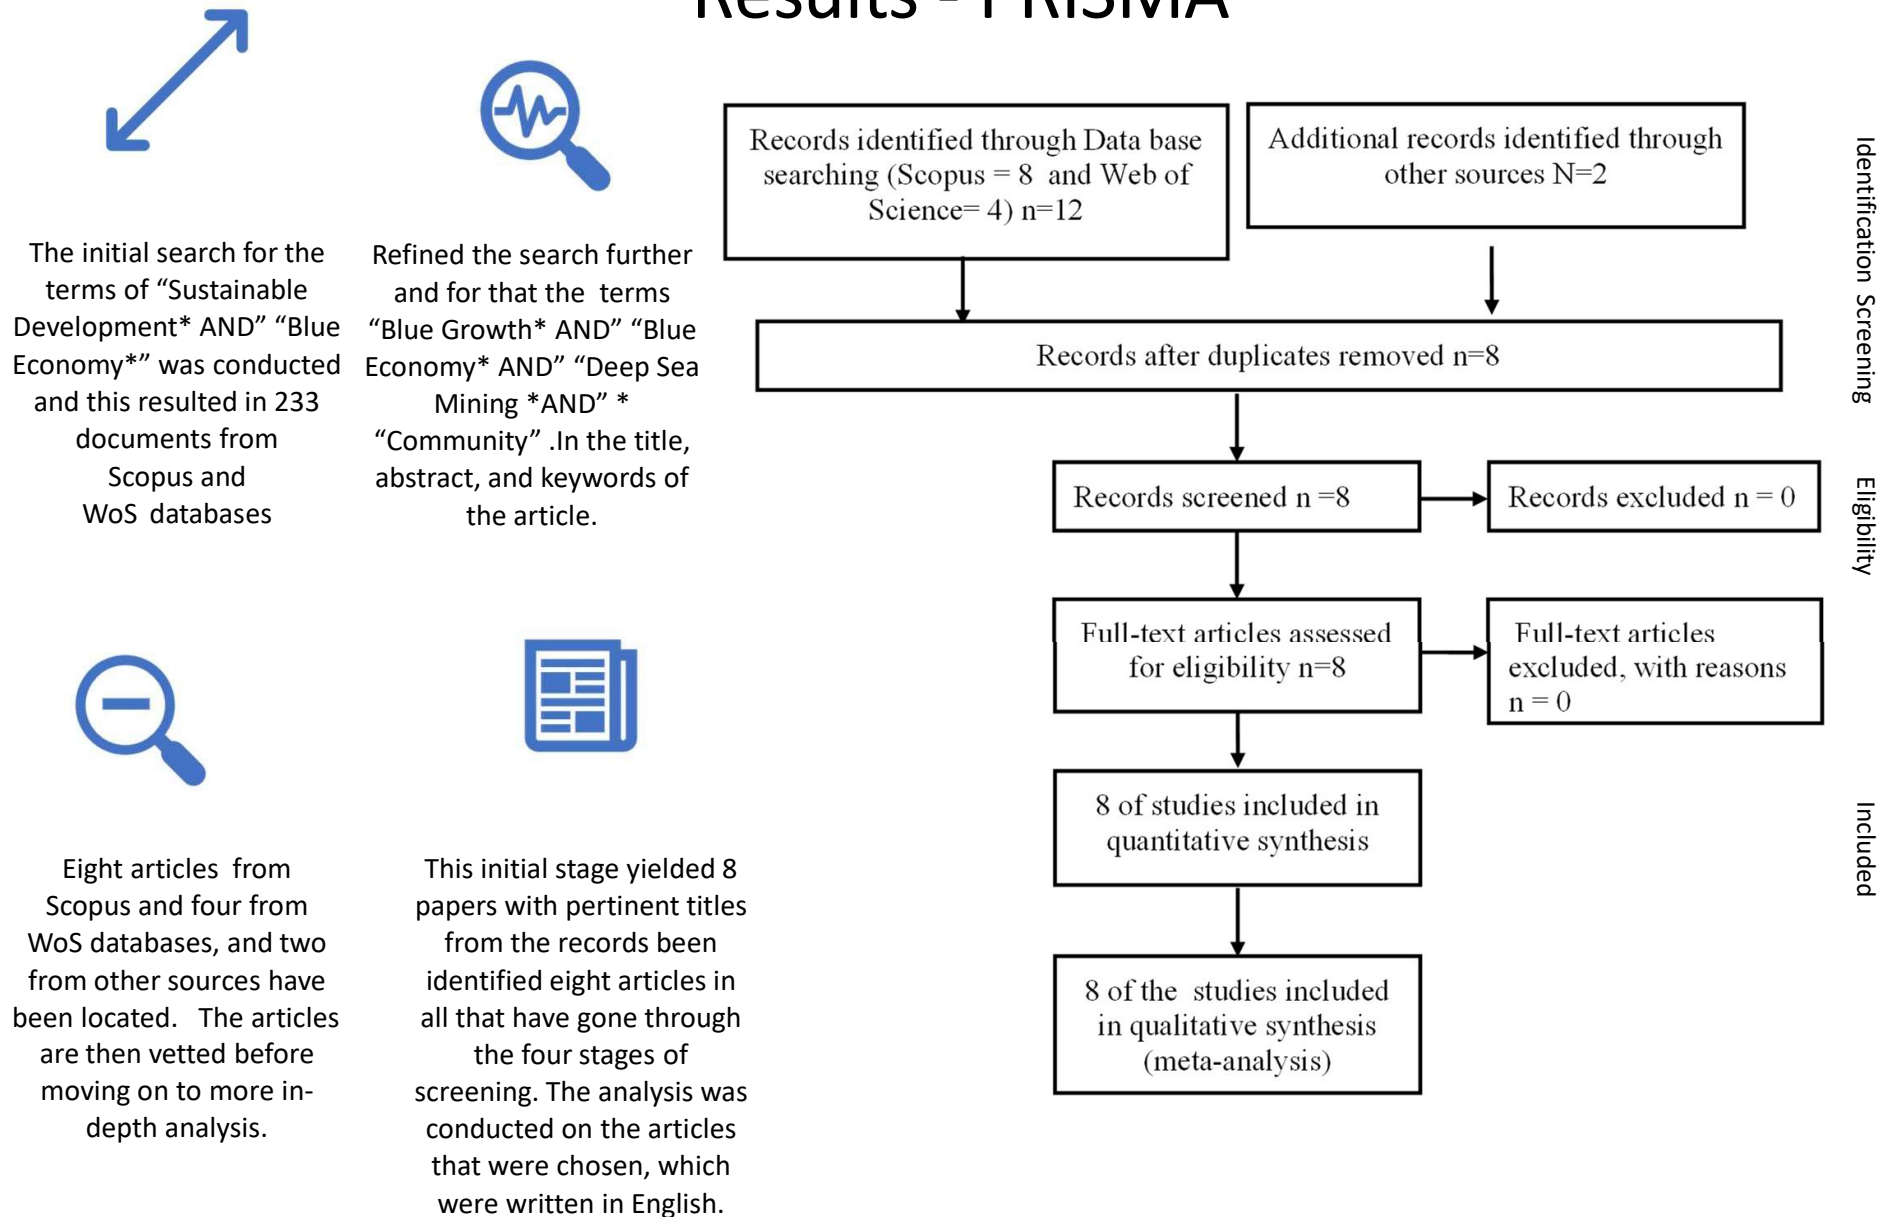 Results - PRISMA
The initial search for the
terms of “Sustainable
Development* AND” “Blue
Economy*” was conducted
and this resulted in 233
documents from
Scopus and
WoS databases
Refined the search further
and for that the terms
“Blue Growth* AND” “Blue
Economy* AND” “Deep Sea
Mining *AND” *
“Community” .In the title,
abstract, and keywords of
the article.
Eight articles from
Scopus and four from
WoS databases, and two
from other sources have
been located. The articles
are then vetted before
moving on to more in-
depth analysis.
This initial stage yielded 8
papers with pertinent titles
from the records been
identified eight articles in
all that have gone through
the four stages of
screening. The analysis was
conducted on the articles
that were chosen, which
were written in English.
Records identified through Data base
searching (Scopus = 8 and Web of
Science= 4) n=12
Additional records identified through
other sources N=2
Records after duplicates removed n=8
Records screened n =8
Records excluded n = 0
Full-text articles assessed
for eligibility n=8
Full-text articles
excluded, with reasons
n = 0
8 of studies included in
quantitative synthesis
8 of the studies included
in qualitative synthesis
(meta-analysis)
Identification Screening
Eligibility
Included